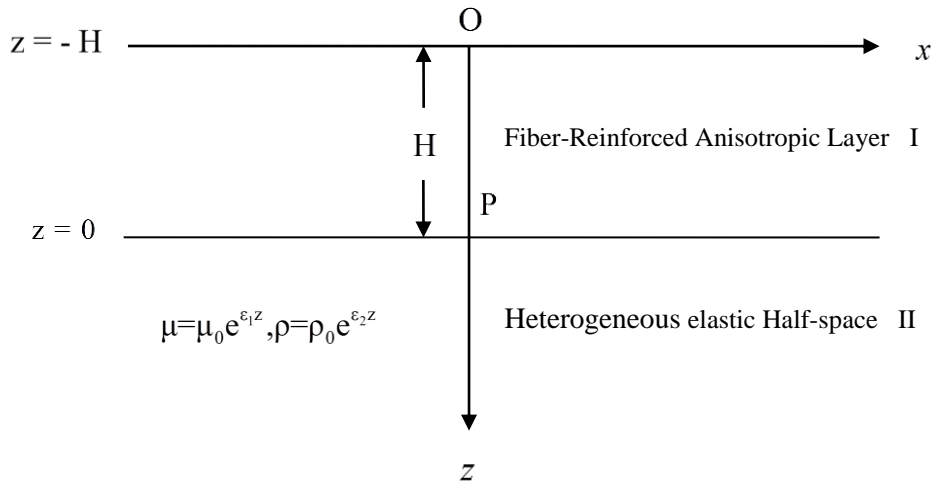 O
z = - H
x
H
Fiber-Reinforced Anisotropic Layer I
P
z = 0
μ=μ₀e^{ε₁z},ρ=ρ₀e^{ε₂z}
Heterogeneous elastic Half-space II
z